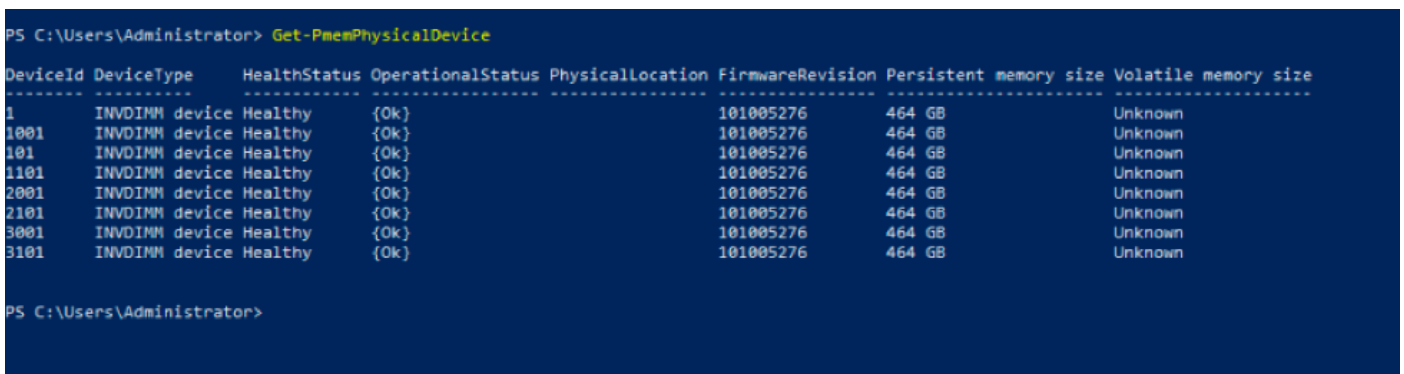 PS C:\Users\Administrator> Get-PmemPhysicalDevice
DeviceId DeviceType HealthStatus OperationalStatus PhysicalLocation FirmwareRevision Persistent memory size Volatile memory size
-------- ---------- ------------ ----------------- ---------------- ---------------- ---------------------- --------------------
1 INVDIMM device Healthy {Ok} 101005276 464 GB Unknown
1001 INVDIMM device Healthy {Ok} 101005276 464 GB Unknown
101 INVDIMM device Healthy {Ok} 101005276 464 GB Unknown
1101 INVDIMM device Healthy {Ok} 101005276 464 GB Unknown
2001 INVDIMM device Healthy {Ok} 101005276 464 GB Unknown
2101 INVDIMM device Healthy {Ok} 101005276 464 GB Unknown
3001 INVDIMM device Healthy {Ok} 101005276 464 GB Unknown
3101 INVDIMM device Healthy {Ok} 101005276 464 GB Unknown
PS C:\Users\Administrator>